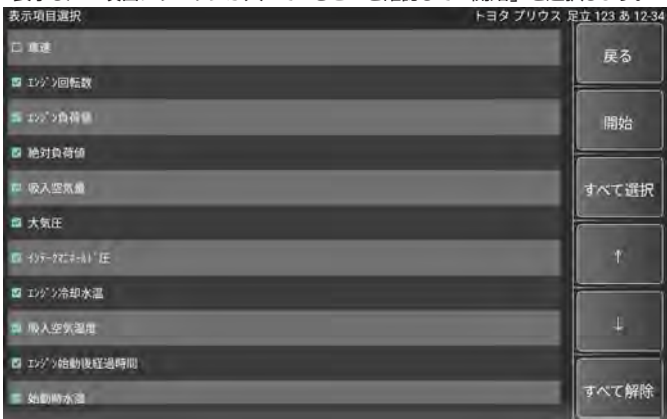 表示項目選択
トヨタ プリウス 足立 123 あ 12-34
車速
エンジン回転数
エンジン負荷値
絶対負荷値
吸入空気量
大気圧
インテークマニホールド圧
エンジン冷却水温
吸入空気温度
エンジン始動後経過時間
始動時水温
戻る
開始
すべて選択
↑
↓
すべて解除